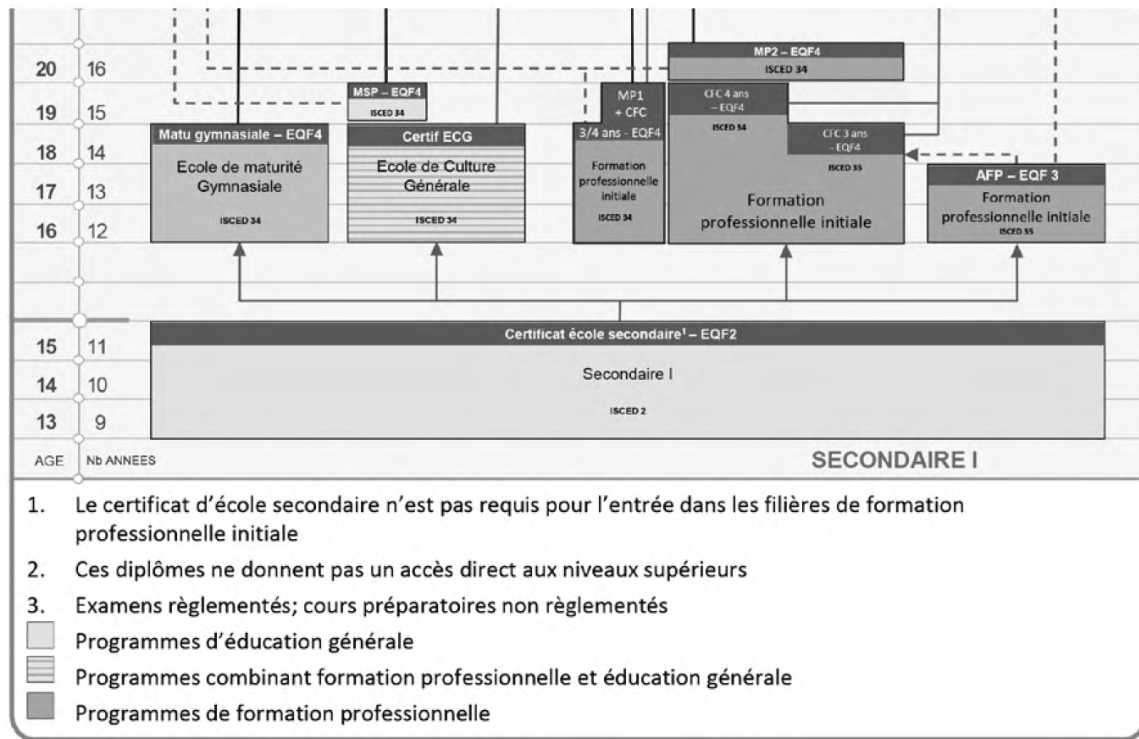 MP2 – EQF4
20 16
ISCED 34
MSP – EQF4
ISCED 34
MP1
+ CFC
CFC 4 ans
– EQF4
ISCED 34
19 15
Matu gymnasiale – EQF4
Certif ECG
3/4 ans - EQF4
CFC 3 ans
- EQF4
ISCED 35
18 14
Ecole de maturité
Gymnasiale
ISCED 34
Ecole de Culture
Générale
ISCED 34
Formation
professionnelle
initiale
ISCED 34
Formation
professionnelle initiale
AFP – EQF 3
Formation
professionnelle initiale
ISCED 35
17 13
16 12
Certificat école secondaire¹ – EQF2
15 11
Secondaire I
14 10
ISCED 2
13 9
AGE Nb ANNEES
SECONDAIRE I
1. Le certificat d’école secondaire n’est pas requis pour l’entrée dans les filières de formation
professionnelle initiale
2. Ces diplômes ne donnent pas un accès direct aux niveaux supérieurs
3. Examens règlementés; cours préparatoires non règlementés
Programmes d’éducation générale
Programmes combinant formation professionnelle et éducation générale
Programmes de formation professionnelle